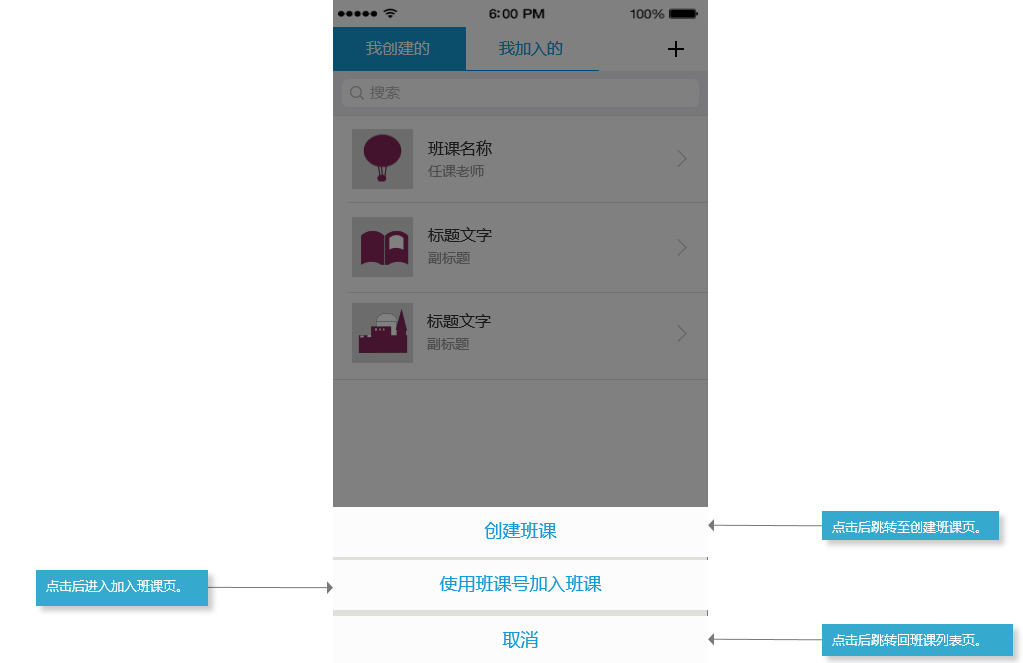 6:00 PM 100%
我创建的 我加入的
搜索
班课名称
任课老师
标题文字
副标题
标题文字
副标题
创建班课
点击后跳转至创建班课页。
使用班课号加入班课
点击后进入加入班课页。
取消
点击后跳转回班课列表页。